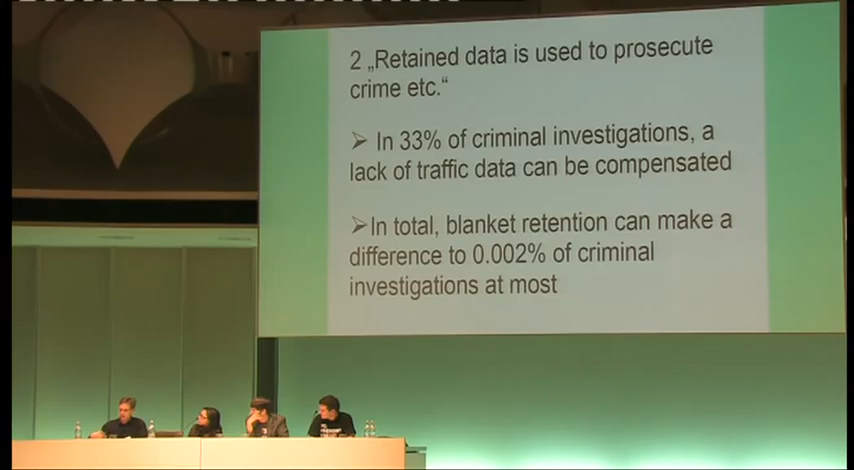 2 „Retained data is used to prosecute
crime etc.“
➢ In 33% of criminal investigations, a
lack of traffic data can be compensated
➢In total, blanket retention can make a
difference to 0.002% of criminal
investigations at most